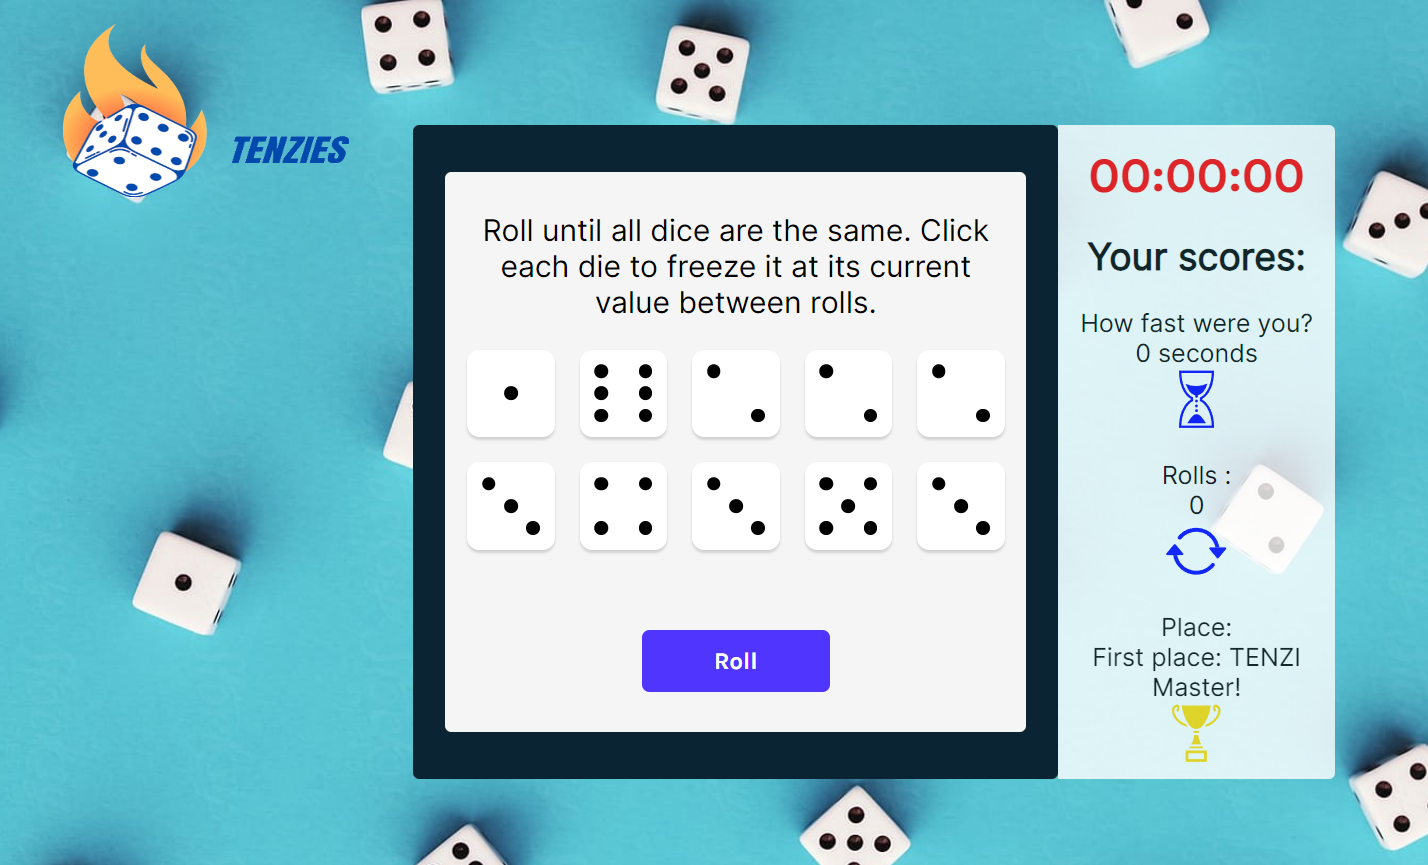 TENZIES
Roll until all dice are the same. Click
each die to freeze it at its current
value between rolls.
Roll
00:00:00
Your scores:
How fast were you?
0 seconds
Rolls :
0
Place:
First place: TENZI
Master!